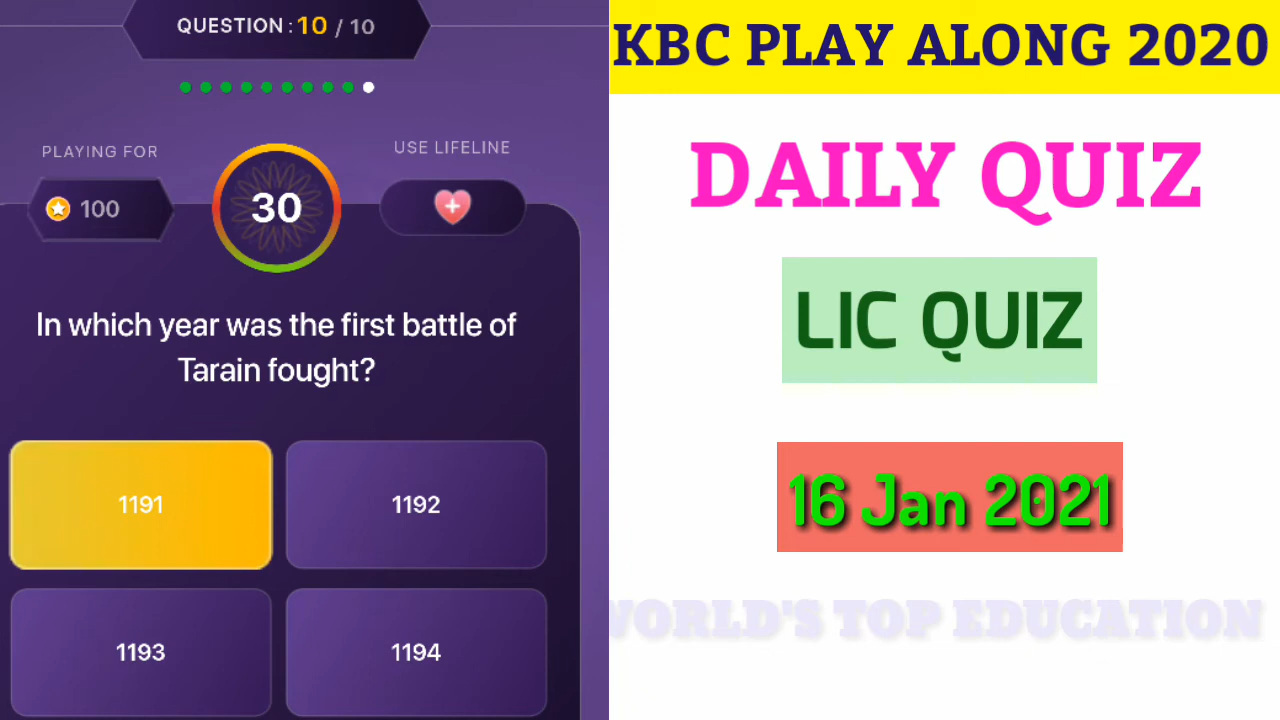 QUESTION : 10 / 10
PLAYING FOR
100
30
USE LIFELINE
In which year was the first battle of
Tarain fought?
1191
1192
1193
1194
KBC PLAY ALONG 2020
DAILY QUIZ
LIC QUIZ
16 Jan 2021
WORLD'S TOP EDUCATION